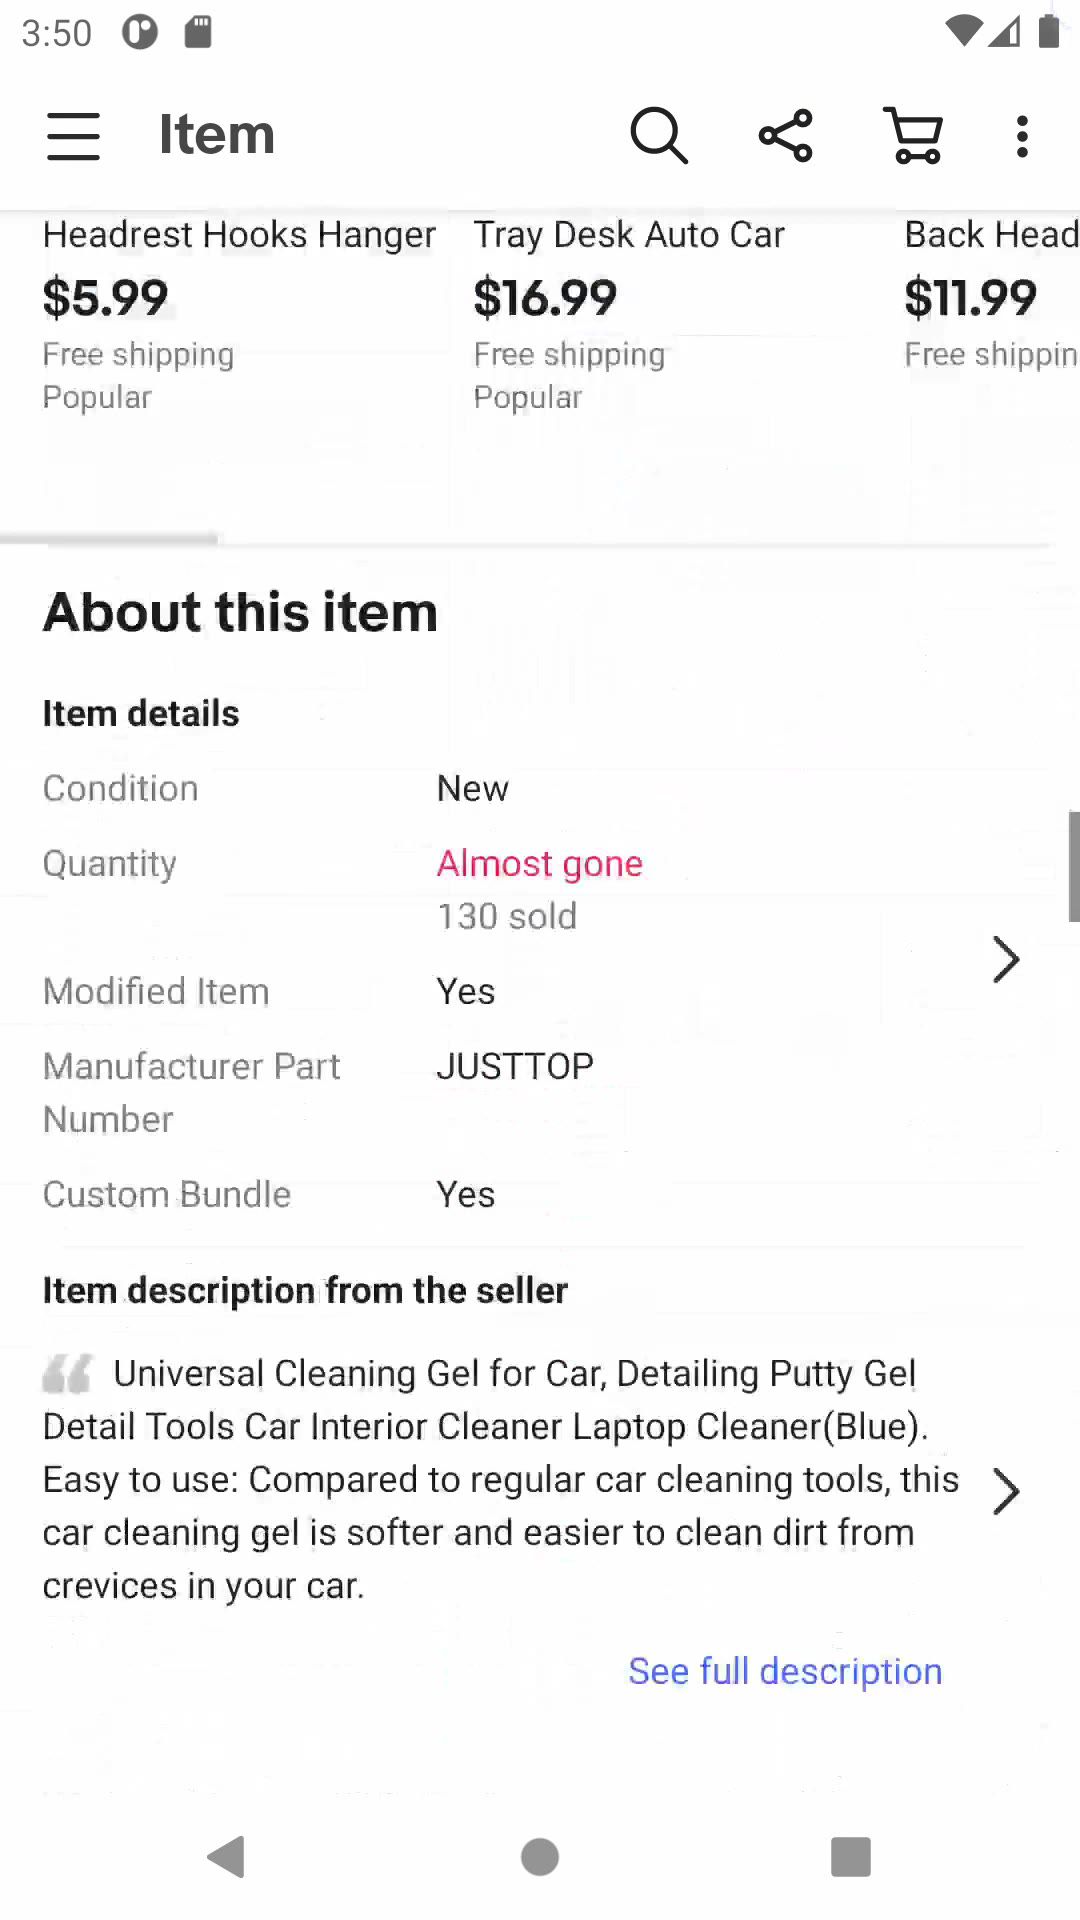 3:50
Item
Headrest Hooks Hanger Tray Desk Auto Car Back Head
$5.99 $16.99 $11.99
Free shipping Free shipping Free shippin
Popular Popular
About this item
Item details
Condition New
Quantity Almost gone
130 sold
Modified Item Yes
Manufacturer Part JUSTTOP
Number
Custom Bundle Yes
Item description from the seller
“ Universal Cleaning Gel for Car, Detailing Putty Gel
Detail Tools Car Interior Cleaner Laptop Cleaner(Blue).
Easy to use: Compared to regular car cleaning tools, this
car cleaning gel is softer and easier to clean dirt from
crevices in your car.
See full description